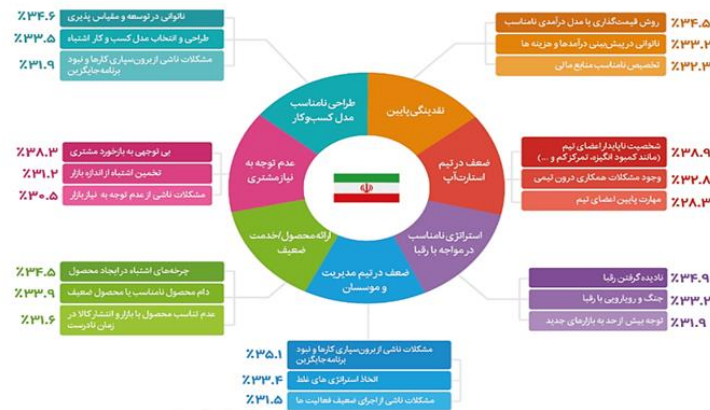 ٪۳۴.۵ روش قیمت‌گذاری یا مدل درآمدی نامناسب
٪۳۳.۲ ناتوانی در پیش‌بینی درآمدها و هزینه ها
٪۳۲.۳ تخصیص نامناسب منابع مالی
نقدینگی پایین
٪۳۸.۹ شخصیت ناپایدار اعضای تیم
(مانند کمبود انگیزه، تمرکز کم و ...)
٪۳۲.۸ وجود مشکلات همکاری درون تیمی
٪۲۸.۳ مهارت پایین اعضای تیم
ضعف در تیم
استارت‌آپ
٪۳۴.۹ نادیده گرفتن رقبا
٪۳۳.۲ جنگ و رویارویی با رقبا
٪۳۱.۹ توجه بیش از حد به بازارهای جدید
استراتژی نامناسب
در مواجه با رقبا
ضعف در تیم مدیریت
و موسسان
مشکلات ناشی از برون‌سپاری کارها و نبود
برنامه جایگزین ٪۳۵.۱
اتخاذ استراتژی های غلط ٪۳۳.۴
مشکلات ناشی از اجرای ضعیف فعالیت ها ٪۳۱.۵
ارائه محصول/خدمت
ضعیف
چرخه‌های اشتباه در ایجاد محصول ٪۳۴.۵
دام محصول نامناسب یا محصول ضعیف ٪۳۳.۹
عدم تناسب محصول با بازار و انتشار کالا در
زمان نادرست ٪۳۱.۶
عدم توجه به
نیاز مشتری
بی توجهی به بازخورد مشتری ٪۳۸.۳
تخمین اشتباه از اندازه بازار ٪۳۱.۲
مشکلات ناشی از عدم توجه به نیاز بازار ٪۳۰.۵
طراحی نامناسب
مدل کسب‌وکار
ناتوانی در توسعه و مقیاس پذیری ٪۳۴.۶
طراحی و انتخاب مدل کسب و کار اشتباه ٪۳۳.۵
مشکلات ناشی از برون‌سپاری کارها و نبود
برنامه جایگزین ٪۳۱.۹